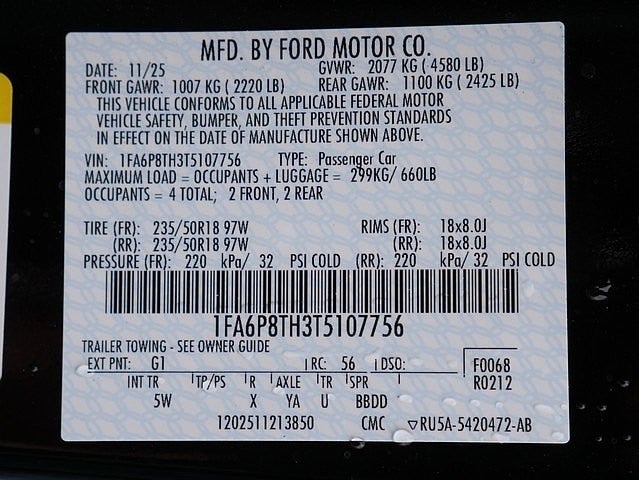 MFD. BY FORD MOTOR CO.
DATE: 11/25 GVWR: 2077 KG ( 4580 LB)
FRONT GAWR: 1007 KG ( 2220 LB) REAR GAWR: 1100 KG ( 2425 LB)
THIS VEHICLE CONFORMS TO ALL APPLICABLE FEDERAL MOTOR
VEHICLE SAFETY, BUMPER, AND THEFT PREVENTION STANDARDS
IN EFFECT ON THE DATE OF MANUFACTURE SHOWN ABOVE.
VIN: 1FA6P8TH3T5107756 TYPE: Passenger Car
MAXIMUM LOAD = OCCUPANTS + LUGGAGE = 299KG/ 660LB
OCCUPANTS = 4 TOTAL; 2 FRONT, 2 REAR
TIRE (FR): 235/50R18 97W RIMS (FR): 18x8.0J
(RR): 235/50R18 97W (RR): 18x8.0J
PRESSURE (FR): 220 kPa/ 32 PSI COLD (RR): 220 kPa/ 32 PSI COLD
1FA6P8TH3T5107756
TRAILER TOWING - SEE OWNER GUIDE
EXT PNT: G1 RC: 56 DSO: F0068
INT TR TP/PS R AXLE TR SPR R0212
5W X YA U BBDD
1202511213850 CMC ▽RU5A-5420472-AB